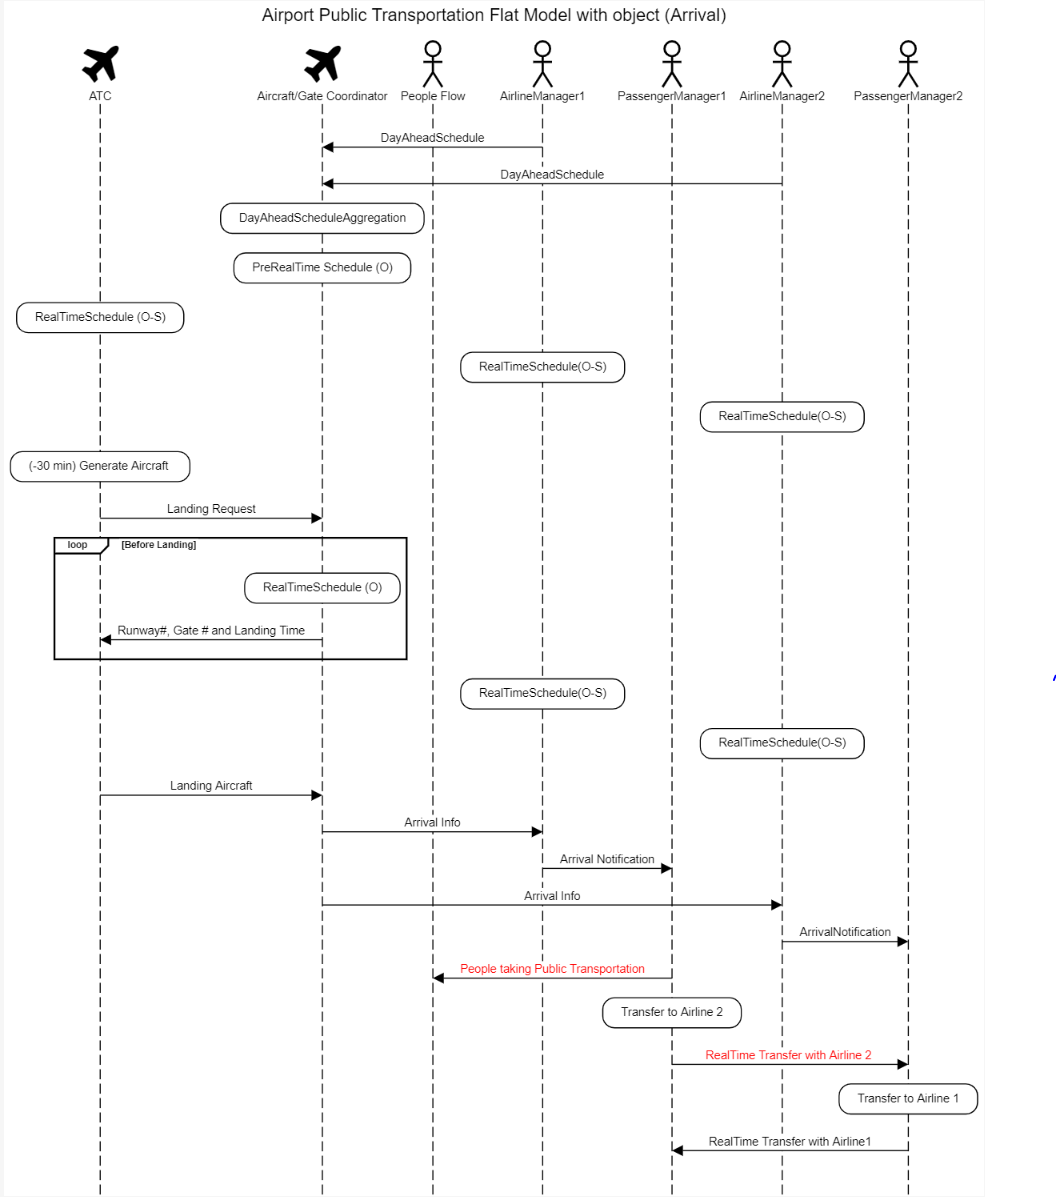 Airport Public Transportation Flat Model with object (Arrival)
ATC
Aircraft/Gate Coordinator
People Flow
AirlineManager1
PassengerManager1
AirlineManager2
PassengerManager2
DayAheadSchedule
DayAheadSchedule
DayAheadScheduleAggregation
PreRealTime Schedule (O)
RealTimeSchedule (O-S)
RealTimeSchedule(O-S)
RealTimeSchedule(O-S)
(-30 min) Generate Aircraft
Landing Request
loop
[Before Landing]
RealTimeSchedule (O)
Runway#, Gate # and Landing Time
RealTimeSchedule(O-S)
RealTimeSchedule(O-S)
Landing Aircraft
Arrival Info
Arrival Notification
Arrival Info
ArrivalNotification
People taking Public Transportation
Transfer to Airline 2
RealTime Transfer with Airline 2
Transfer to Airline 1
RealTime Transfer with Airline1